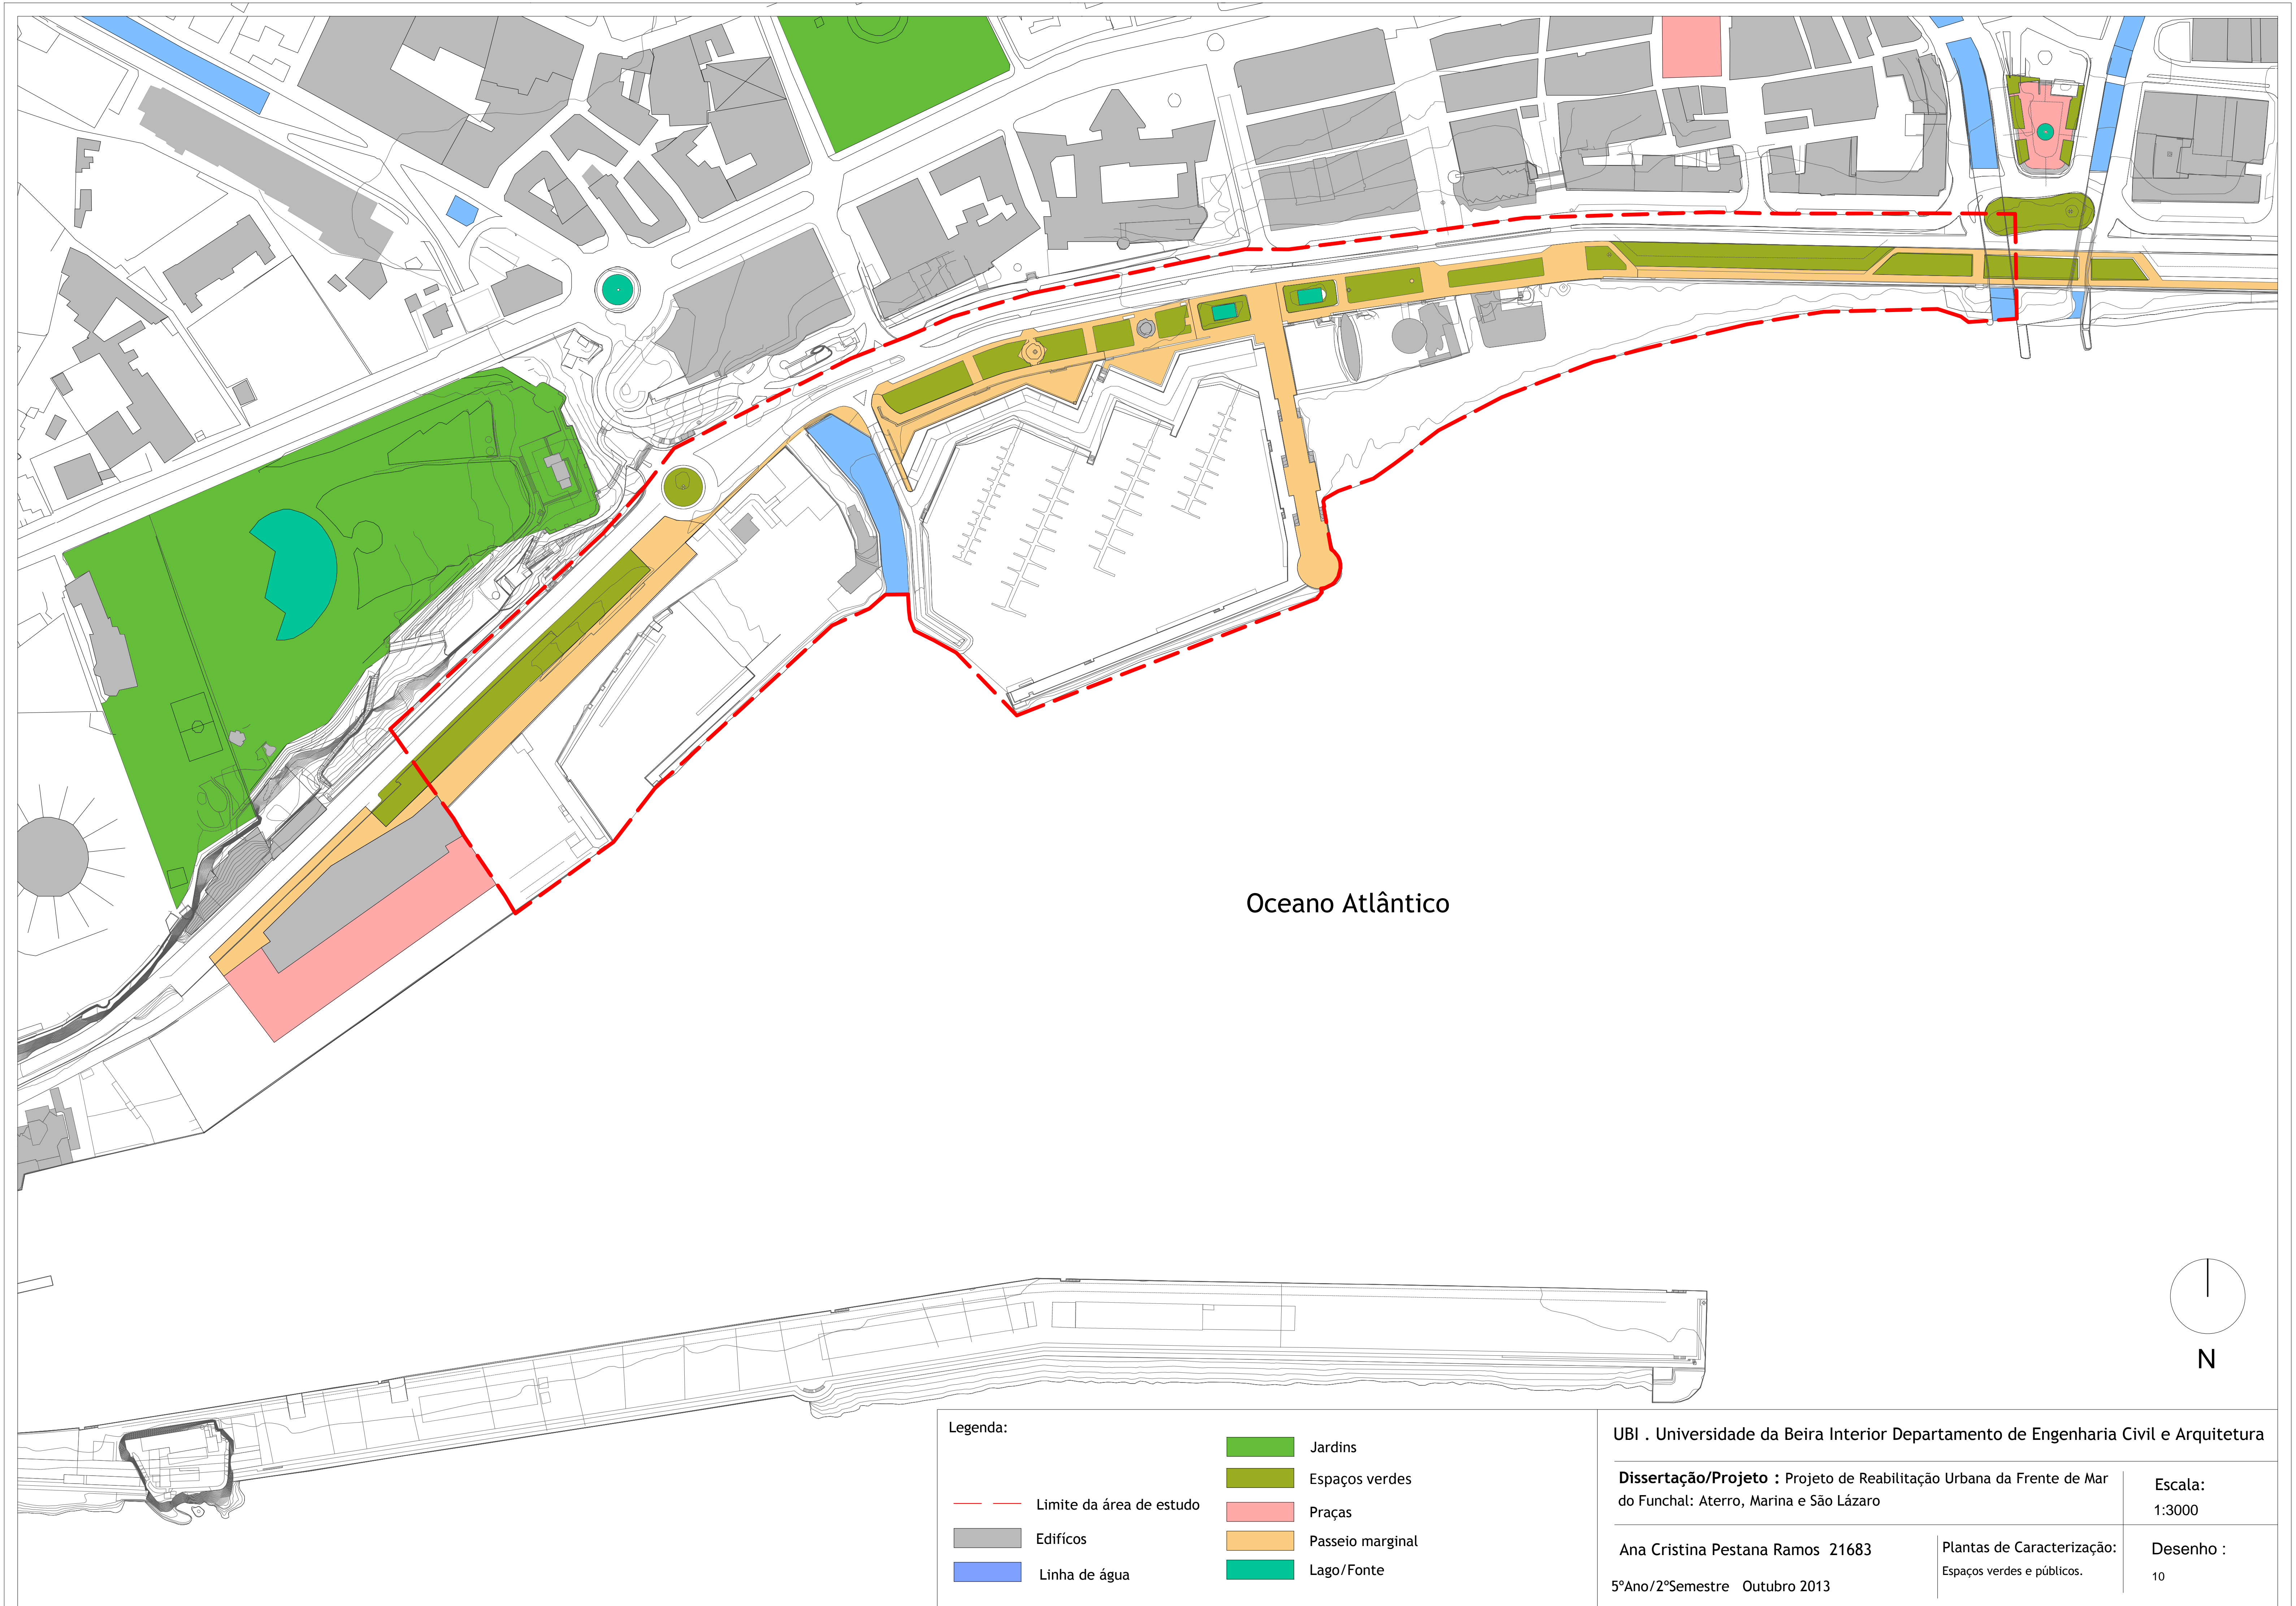 Oceano Atlântico
N
Legenda:
Limite da área de estudo
Edifícos
Linha de água
Jardins
Espaços verdes
Praças
Passeio marginal
Lago/Fonte
UBI . Universidade da Beira Interior Departamento de Engenharia Civil e Arquitetura
Dissertação/Projeto : Projeto de Reabilitação Urbana da Frente de Mar
do Funchal: Aterro, Marina e São Lázaro
Escala:
1:3000
Ana Cristina Pestana Ramos 21683
5ºAno/2ºSemestre Outubro 2013
Plantas de Caracterização:
Espaços verdes e públicos.
Desenho :
10